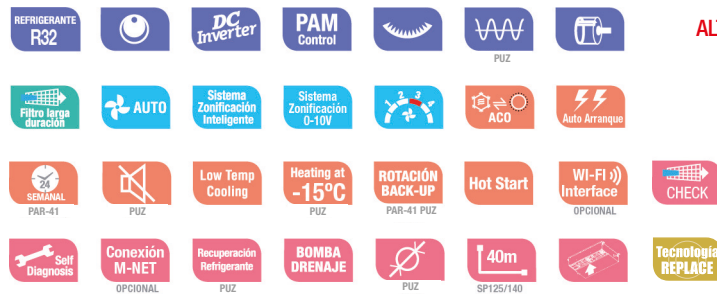 REFRIGERANTE
R32
DC
Inverter
PAM
Control
PUZ
Filtro larga
duración
AUTO
Sistema
Zonificación
Inteligente
Sistema
Zonificación
0-10V
1 2 3 4
ACO
Auto Arranque
24
SEMANAL
PAR-41
PUZ
Low Temp
Cooling
Heating at
-15ºC
PUZ
ROTACIÓN
BACK-UP
PAR-41 PUZ
Hot Start
WI-FI
Interface
OPCIONAL
CHECK
Self
Diagnosis
Conexión
M-NET
OPCIONAL
Recuperación
Refrigerante
PUZ
BOMBA
DRENAJE
PUZ
40m
SP125/140
Tecnología
REPLACE